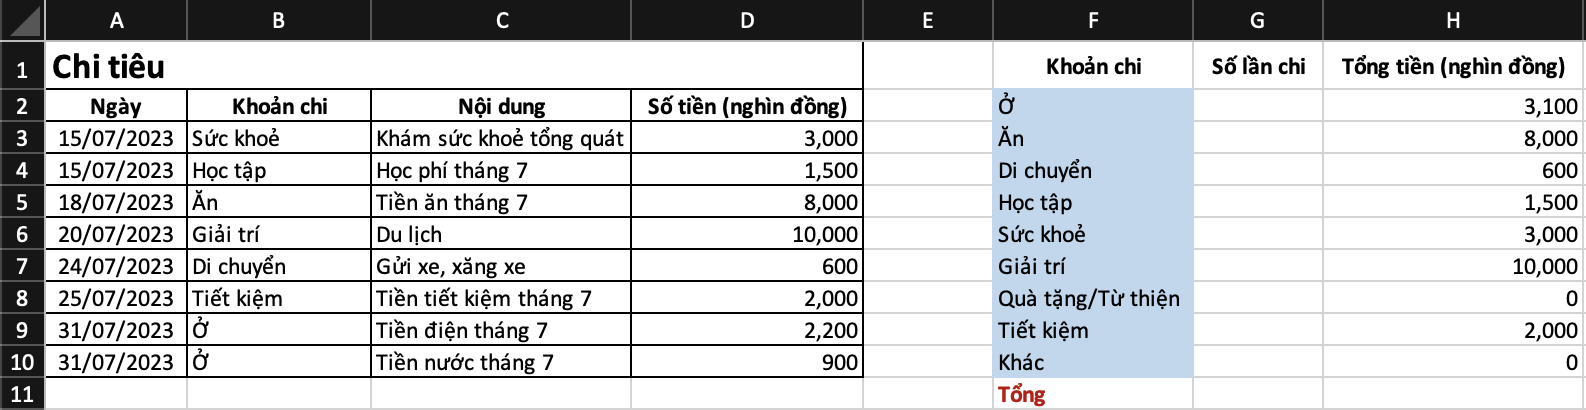 A B C D E F G H
1 Chi tiêu Khoản chi Số lần chi Tổng tiền (nghìn đồng)
2 Ngày Khoản chi Nội dung Số tiền (nghìn đồng) Ở 3,100
3 15/07/2023 Sức khoẻ Khám sức khoẻ tổng quát 3,000 Ăn 8,000
4 15/07/2023 Học tập Học phí tháng 7 1,500 Di chuyển 600
5 18/07/2023 Ăn Tiền ăn tháng 7 8,000 Học tập 1,500
6 20/07/2023 Giải trí Du lịch 10,000 Sức khoẻ 3,000
7 24/07/2023 Di chuyển Gửi xe, xăng xe 600 Giải trí 10,000
8 25/07/2023 Tiết kiệm Tiền tiết kiệm tháng 7 2,000 Quà tặng/Từ thiện 0
9 31/07/2023 Ở Tiền điện tháng 7 2,200 Tiết kiệm 2,000
10 31/07/2023 Ở Tiền nước tháng 7 900 Khác 0
11 Tổng